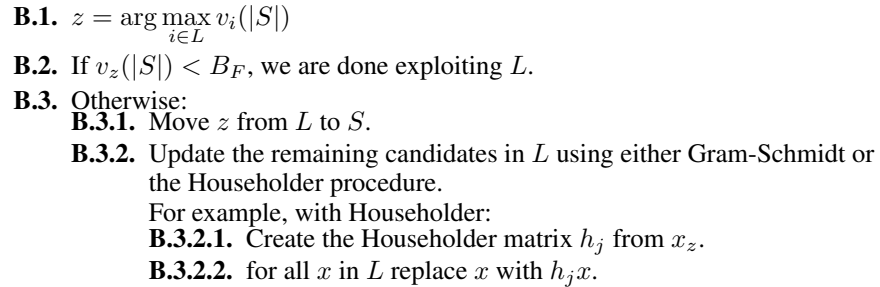 B.1. z = arg max v_i(|S|)
i∈L
B.2. If v_z(|S|) < B_F, we are done exploiting L.
B.3. Otherwise:
B.3.1. Move z from L to S.
B.3.2. Update the remaining candidates in L using either Gram-Schmidt or
the Householder procedure.
For example, with Householder:
B.3.2.1. Create the Householder matrix h_j from x_z.
B.3.2.2. for all x in L replace x with h_jx.